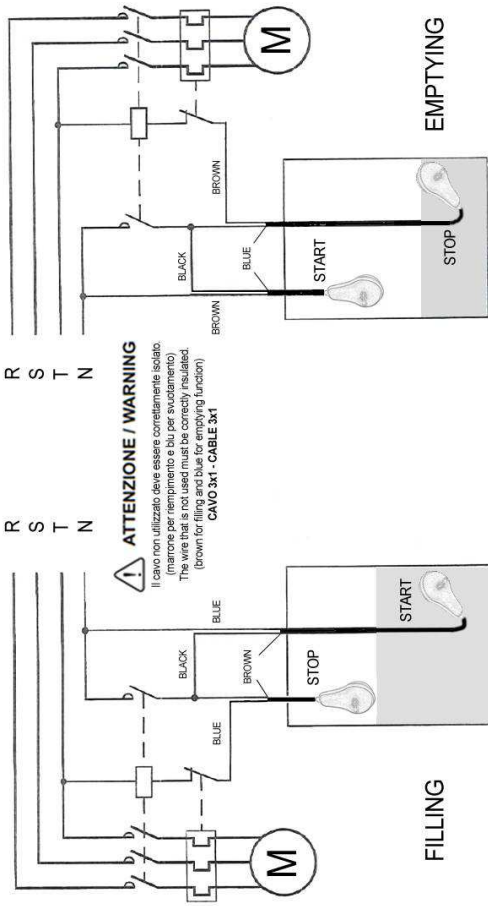 R
S
T
N
BLUE
BLACK
BROWN
BLUE
STOP
START
M
FILLING
ATTENZIONE / WARNING
Il cavo non utilizzato deve essere correttamente isolato.
(marrone per riempimento e blu per svuotamento)
The wire that is not used must be correctly insulated.
(brown for filling and blue for emptying function)
CAVO 3x1 - CABLE 3x1
R
S
T
N
M
BROWN
BLACK
BLUE
BROWN
START
STOP
EMPTYING